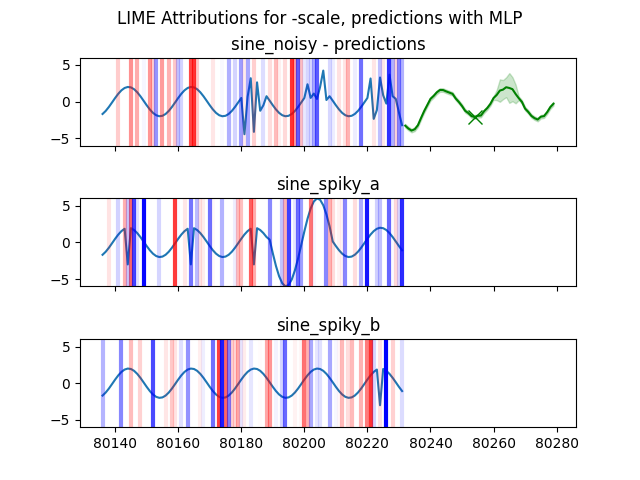 LIME Attributions for -scale, predictions with MLP
sine_noisy - predictions
5
0
−5
sine_spiky_a
5
0
−5
sine_spiky_b
5
0
−5
80140 80160 80180 80200 80220 80240 80260 80280